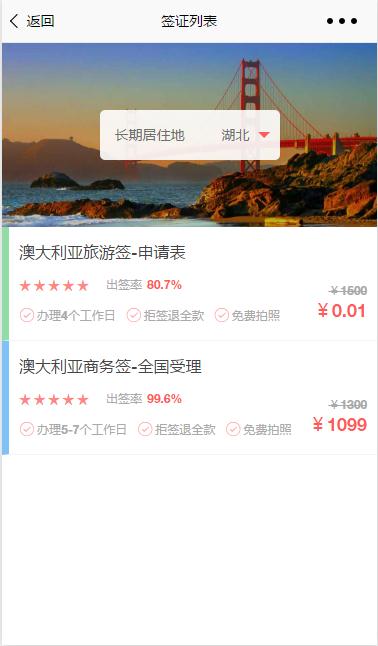 返回 签证列表
长期居住地 湖北
澳大利亚旅游签-申请表
出签率 80.7%
¥1500
¥0.01
办理4个工作日 拒签退全款 免费拍照
澳大利亚商务签-全国受理
出签率 99.6%
¥1300
¥1099
办理5-7个工作日 拒签退全款 免费拍照